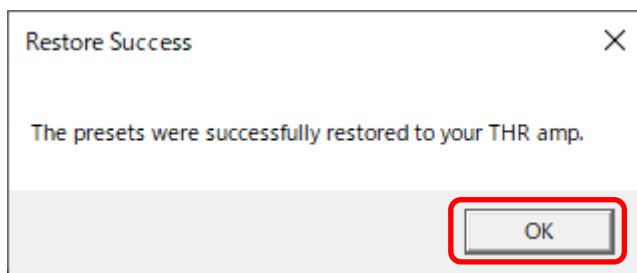 Restore Success
The presets were successfully restored to your THR amp.
OK